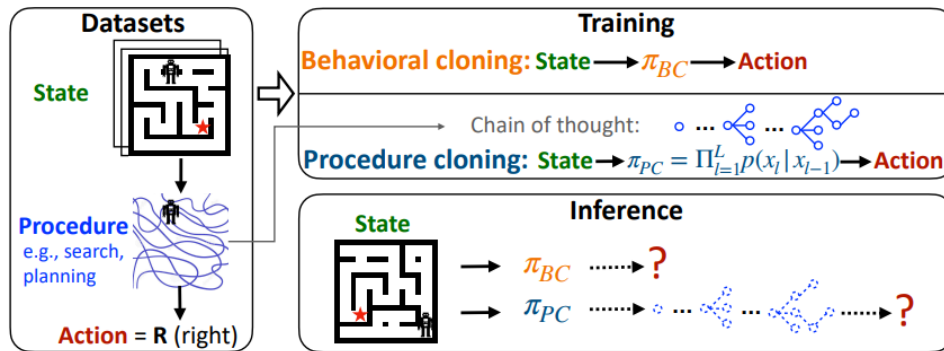 Datasets
State
Procedure
e.g., search,
planning
Action = R (right)
Training
Behavioral cloning: State → π_BC → Action
Chain of thought: ... ...
Procedure cloning: State → π_PC = Π_{l=1}^{L} p(x_l | x_{l-1}) → Action
Inference
State
π_BC ?
π_PC ... ... ?